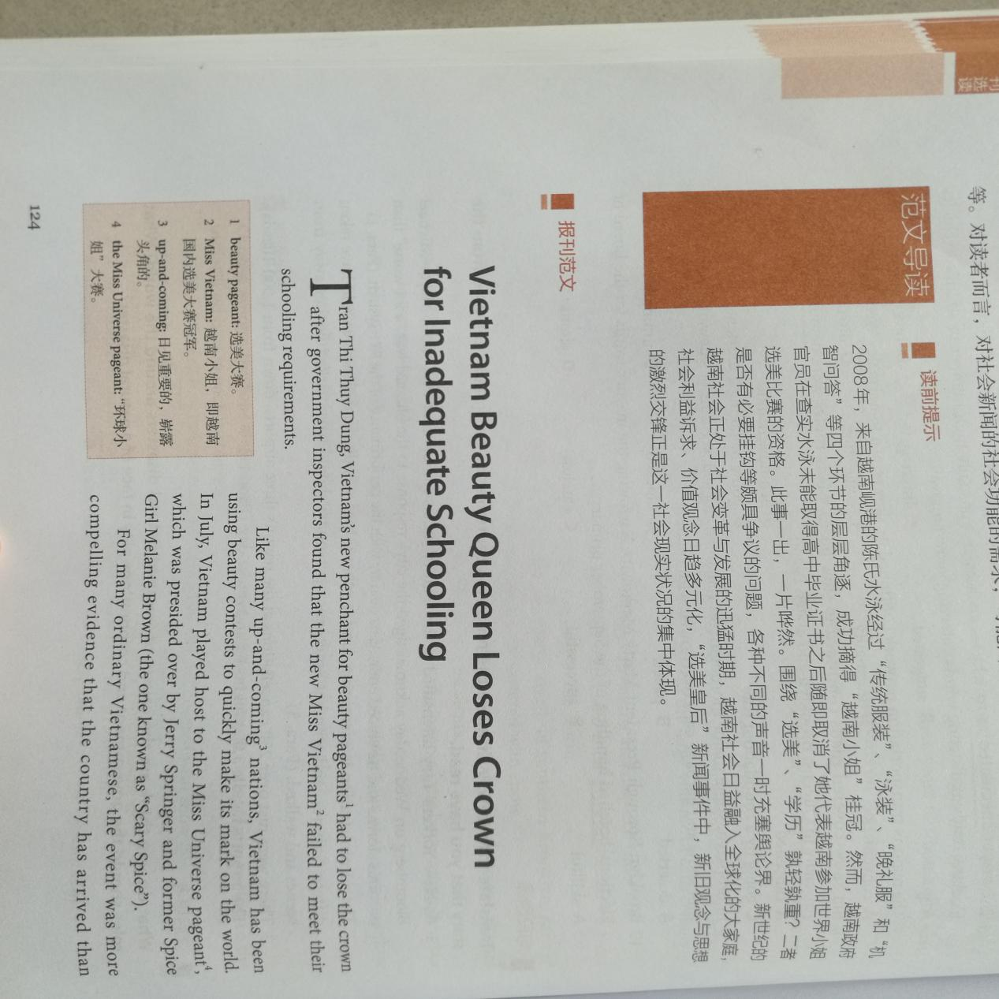 刊
选
读
等。对读者而言，对社会新闻的社会功能的需求，
范文导读
读前提示
2008年，来自越南岘港的陈氏水泳经过“传统服装”、“泳装”、“晚礼服”和“机
智问答”等四个环节的层层角逐，成功摘得“越南小姐”桂冠。然而，越南政府
官员在查实水泳未能取得高中毕业证书之后随即取消了她代表越南参加世界小姐
选美比赛的资格。此事一出，一片哗然。围绕“选美”、“学历”孰轻孰重？二者
是否有必要挂钩等颇具争议的问题，各种不同的声音一时充塞舆论界。新世纪的
越南社会正处于社会变革与发展的迅猛时期，越南社会日益融入全球化的大家庭，
社会利益诉求、价值观念日趋多元化，“选美皇后”新闻事件中，新旧观念与思想
的激烈交锋正是这一社会现实状况的集中体现。
报刊范文
Vietnam Beauty Queen Loses Crown
for Inadequate Schooling
Tran Thi Thuy Dung, Vietnam's new penchant for beauty pageants¹ had to lose the crown
after government inspectors found that the new Miss Vietnam² failed to meet their
schooling requirements.
Like many up-and-coming³ nations, Vietnam has been
using beauty contests to quickly make its mark on the world.
In July, Vietnam played host to the Miss Universe pageant⁴,
which was presided over by Jerry Springer and former Spice
Girl Melanie Brown (the one known as “Scary Spice”).
For many ordinary Vietnamese, the event was more
compelling evidence that the country has arrived than
1 beauty pageant: 选美大赛。
2 Miss Vietnam: 越南小姐，即越南
国内选美大赛冠军。
3 up-and-coming: 日见重要的，崭露
头角的。
4 the Miss Universe pageant: “环球小
姐”大赛。
124